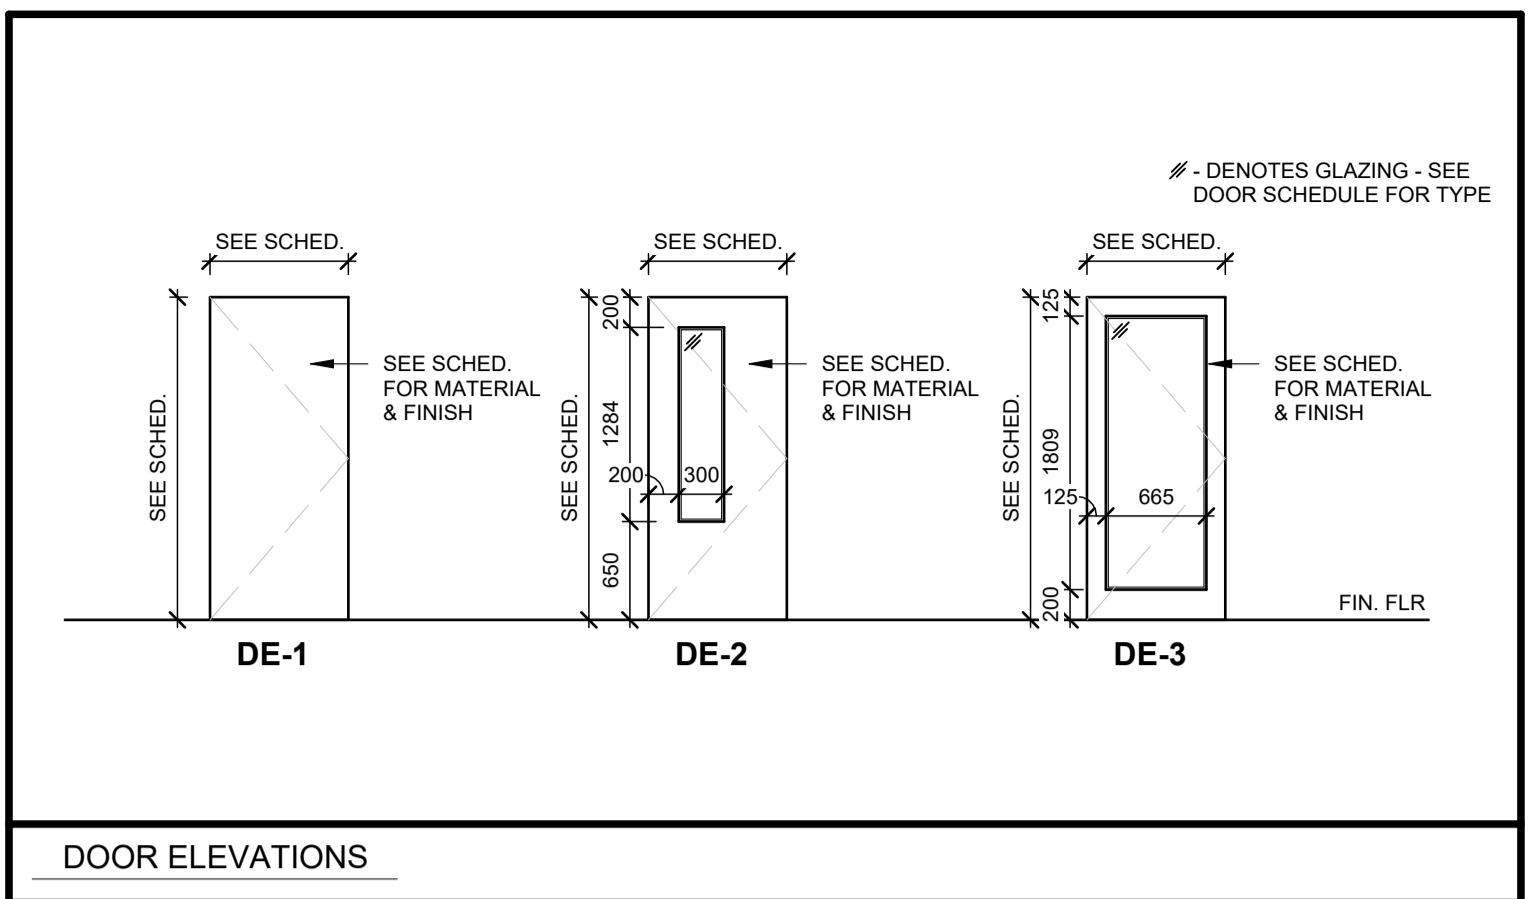 - DENOTES GLAZING - SEE
DOOR SCHEDULE FOR TYPE
SEE SCHED.
SEE SCHED.
SEE SCHED.
FOR MATERIAL
& FINISH
DE-1
SEE SCHED.
SEE SCHED.
200
1284
650
200
300
SEE SCHED.
FOR MATERIAL
& FINISH
DE-2
SEE SCHED.
SEE SCHED.
125
1809
200
125
665
SEE SCHED.
FOR MATERIAL
& FINISH
FIN. FLR
DE-3
DOOR ELEVATIONS